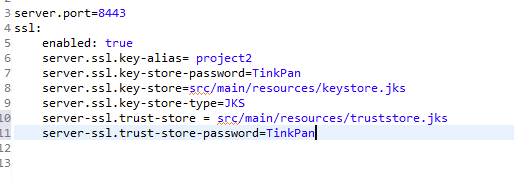 3 server.port=8443
4 ssl:
5 enabled: true
6 server.ssl.key-alias= project2
7 server.ssl.key-store-password=TinkPan
8 server.ssl.key-store=src/main/resources/keystore.jks
9 server.ssl.key-store-type=JKS
10 server-ssl.trust-store = src/main/resources/truststore.jks
11 server-ssl.trust-store-password=TinkPan
12
13